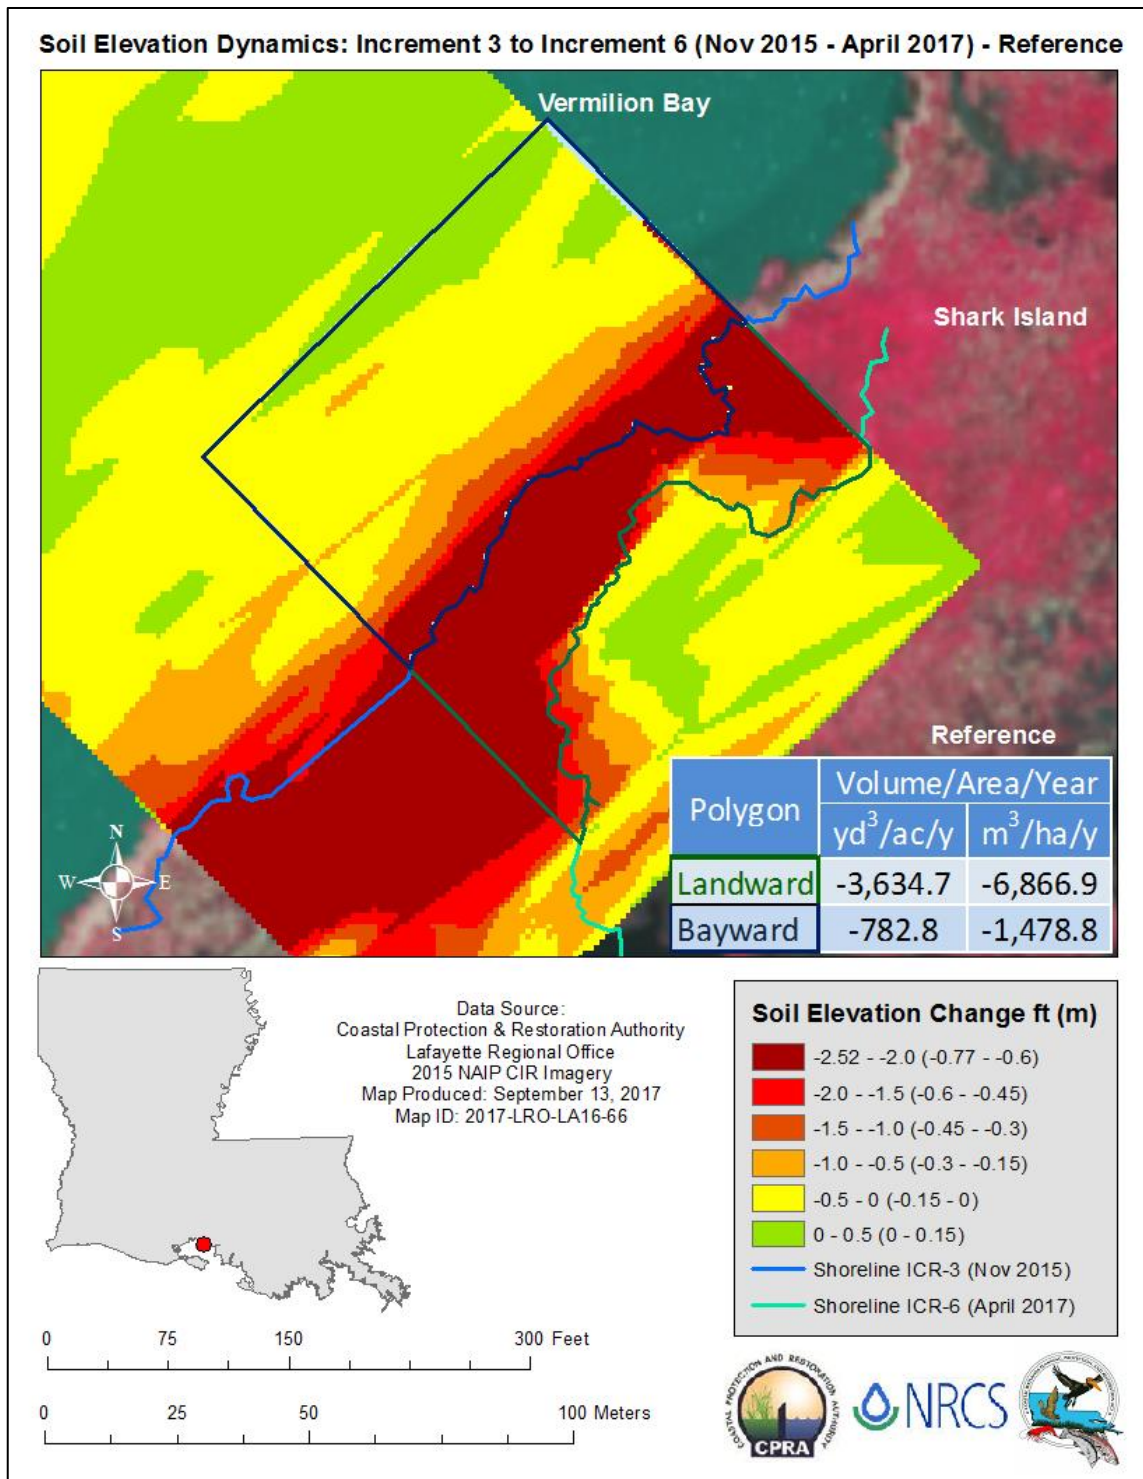 Soil Elevation Dynamics: Increment 3 to Increment 6 (Nov 2015 - April 2017) - Reference
Vermilion Bay
Shark Island
Reference
Polygon
Volume/Area/Year
yd³/ac/y
m³/ha/y
Landward -3,634.7 -6,866.9
Bayward -782.8 -1,478.8
N
W E
S
Data Source:
Coastal Protection & Restoration Authority
Lafayette Regional Office
2015 NAIP CIR Imagery
Map Produced: September 13, 2017
Map ID: 2017-LRO-LA16-66
Soil Elevation Change ft (m)
-2.52 - -2.0 (-0.77 - -0.6)
-2.0 - -1.5 (-0.6 - -0.45)
-1.5 - -1.0 (-0.45 - -0.3)
-1.0 - -0.5 (-0.3 - -0.15)
-0.5 - 0 (-0.15 - 0)
0 - 0.5 (0 - 0.15)
Shoreline ICR-3 (Nov 2015)
Shoreline ICR-6 (April 2017)
0 75 150 300 Feet
0 25 50 100 Meters
COASTAL PROTECTION AND RESTORATION AUTHORITY
CPRA
NRCS